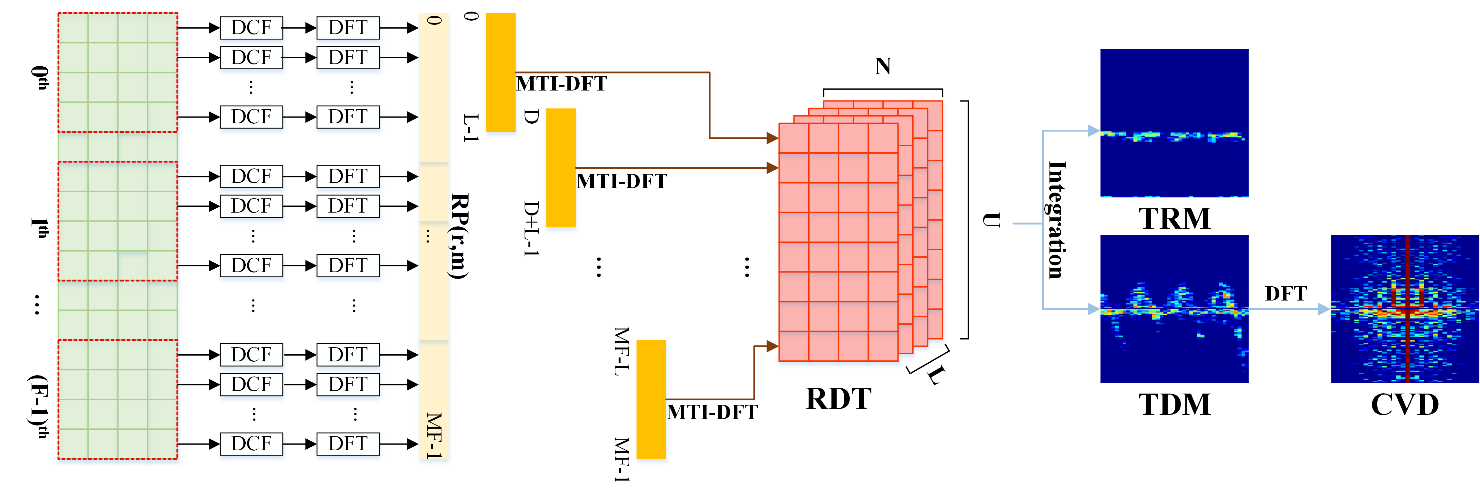 0th
1th
...
(F-1)th
DCF DFT
DCF DFT
... ...
DCF DFT
DCF DFT
DCF DFT
... ...
DCF DFT
... ...
DCF DFT
DCF DFT
... ...
DCF DFT
0
...
MF-1
RP(r,m)
0
L-1
MTI-DFT
D
D+L-1
MTI-DFT
...
...
MF-L
MF-1
MTI-DFT
N
U
L
RDT
Integration
TRM
TDM
DFT
CVD